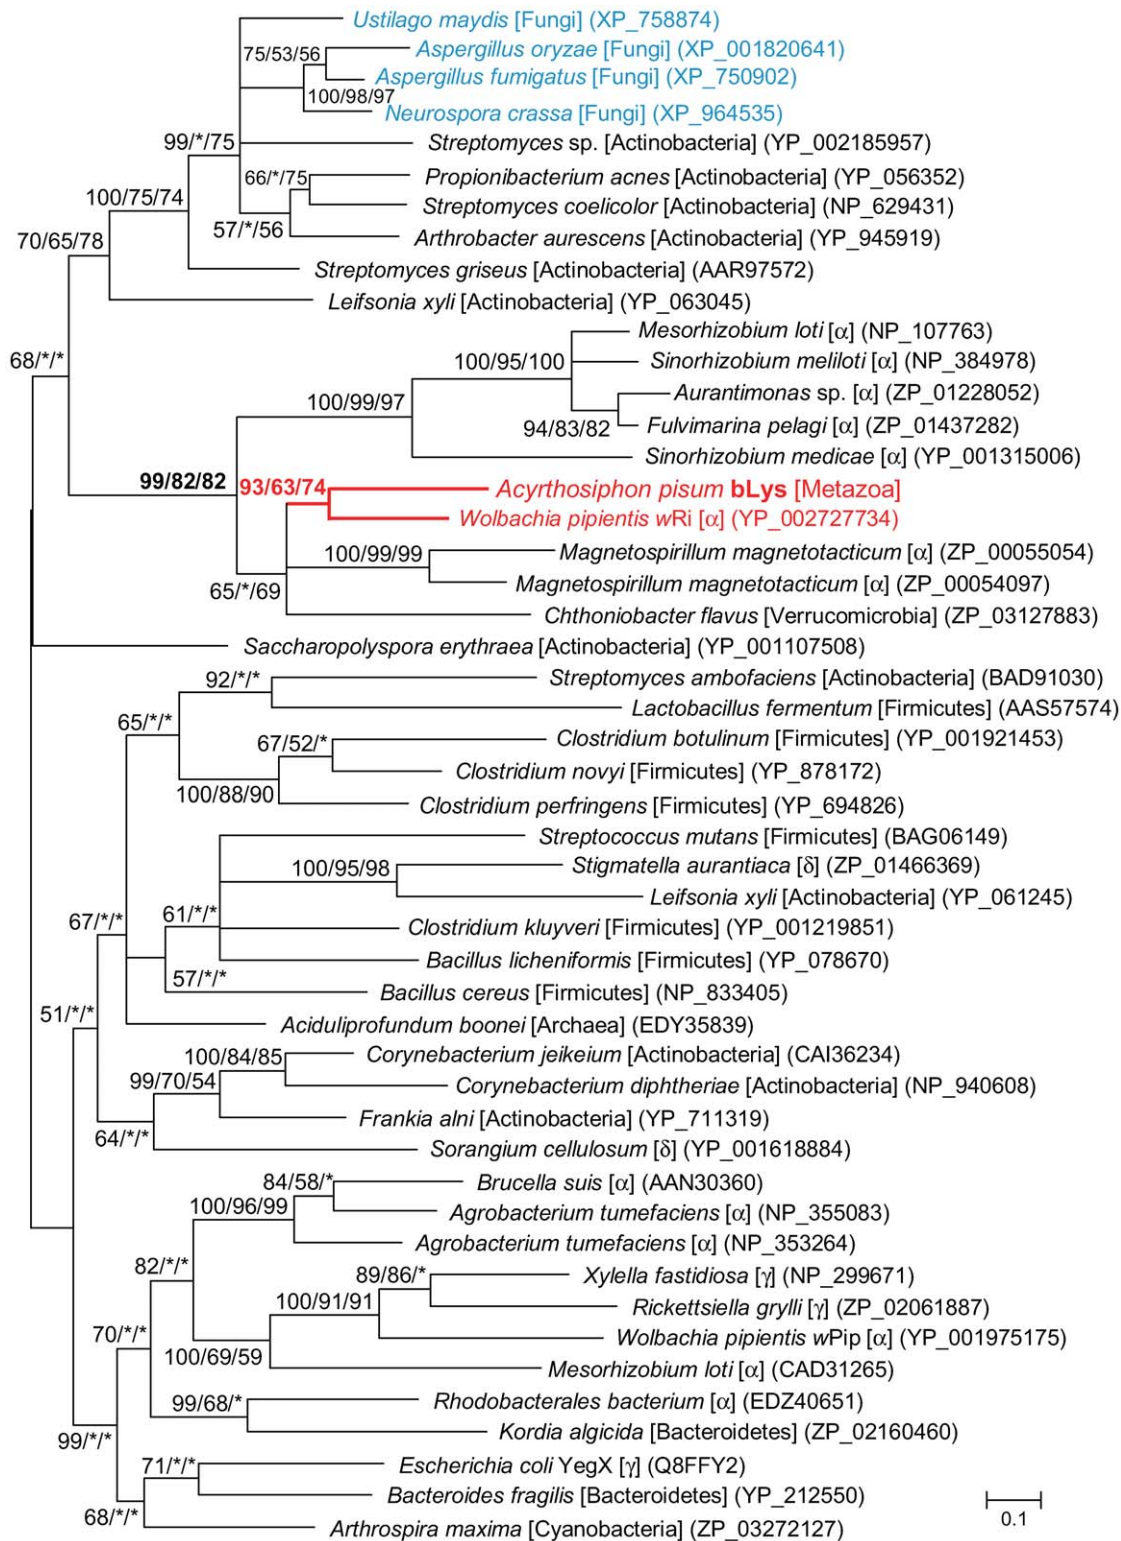 Ustilago maydis [Fungi] (XP_758874)
75/53/56
Aspergillus oryzae [Fungi] (XP_001820641)
Aspergillus fumigatus [Fungi] (XP_750902)
100/98/97
Neurospora crassa [Fungi] (XP_964535)
99/*/75
Streptomyces sp. [Actinobacteria] (YP_002185957)
66/*/75
Propionibacterium acnes [Actinobacteria] (YP_056352)
100/75/74
Streptomyces coelicolor [Actinobacteria] (NP_629431)
57/*/56
Arthrobacter aurescens [Actinobacteria] (YP_945919)
70/65/78
Streptomyces griseus [Actinobacteria] (AAR97572)
Leifsonia xyli [Actinobacteria] (YP_063045)
Mesorhizobium loti [α] (NP_107763)
68/*/*
100/95/100
Sinorhizobium meliloti [α] (NP_384978)
Aurantimonas sp. [α] (ZP_01228052)
100/99/97
94/83/82
Fulvimarina pelagi [α] (ZP_01437282)
Sinorhizobium medicae [α] (YP_001315006)
99/82/82
93/63/74
Acyrthosiphon pisum bLys [Metazoa]
Wolbachia pipientis wRi [α] (YP_002727734)
100/99/99
Magnetospirillum magnetotacticum [α] (ZP_00055054)
65/*/69
Magnetospirillum magnetotacticum [α] (ZP_00054097)
Chthoniobacter flavus [Verrucomicrobia] (ZP_03127883)
Saccharopolyspora erythraea [Actinobacteria] (YP_001107508)
92/*/*
Streptomyces ambofaciens [Actinobacteria] (BAD91030)
Lactobacillus fermentum [Firmicutes] (AAS57574)
65/*/*
67/52/*
Clostridium botulinum [Firmicutes] (YP_001921453)
Clostridium novyi [Firmicutes] (YP_878172)
100/88/90
Clostridium perfringens [Firmicutes] (YP_694826)
Streptococcus mutans [Firmicutes] (BAG06149)
100/95/98
Stigmatella aurantiaca [δ] (ZP_01466369)
Leifsonia xyli [Actinobacteria] (YP_061245)
67/*/*
61/*/*
Clostridium kluyveri [Firmicutes] (YP_001219851)
Bacillus licheniformis [Firmicutes] (YP_078670)
57/*/*
Bacillus cereus [Firmicutes] (NP_833405)
51/*/*
Aciduliprofundum boonei [Archaea] (EDY35839)
100/84/85
Corynebacterium jeikeium [Actinobacteria] (CAI36234)
99/70/54
Corynebacterium diphtheriae [Actinobacteria] (NP_940608)
Frankia alni [Actinobacteria] (YP_711319)
64/*/*
Sorangium cellulosum [δ] (YP_001618884)
84/58/*
Brucella suis [α] (AAN30360)
100/96/99
Agrobacterium tumefaciens [α] (NP_355083)
Agrobacterium tumefaciens [α] (NP_353264)
82/*/*
89/86/*
Xylella fastidiosa [γ] (NP_299671)
100/91/91
Rickettsiella grylli [γ] (ZP_02061887)
70/*/*
Wolbachia pipientis wPip [α] (YP_001975175)
100/69/59
Mesorhizobium loti [α] (CAD31265)
99/68/*
Rhodobacterales bacterium [α] (EDZ40651)
Kordia algicida [Bacteroidetes] (ZP_02160460)
99/*/*
71/*/*
Escherichia coli YegX [γ] (Q8FFY2)
Bacteroides fragilis [Bacteroidetes] (YP_212550)
68/*/*
Arthrospira maxima [Cyanobacteria] (ZP_03272127)
0.1